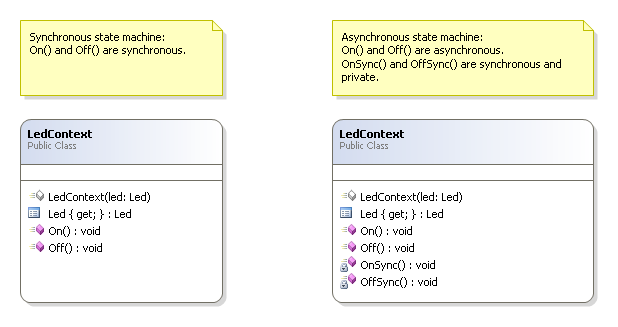 Synchronous state machine:
On() and Off() are synchronous.
Asynchronous state machine:
On() and Off() are asynchronous.
OnSync() and OffSync() are synchronous and
private.
LedContext
Public Class
LedContext(led: Led)
Led { get; } : Led
On() : void
Off() : void
LedContext
Public Class
LedContext(led: Led)
Led { get; } : Led
On() : void
Off() : void
OnSync() : void
OffSync() : void